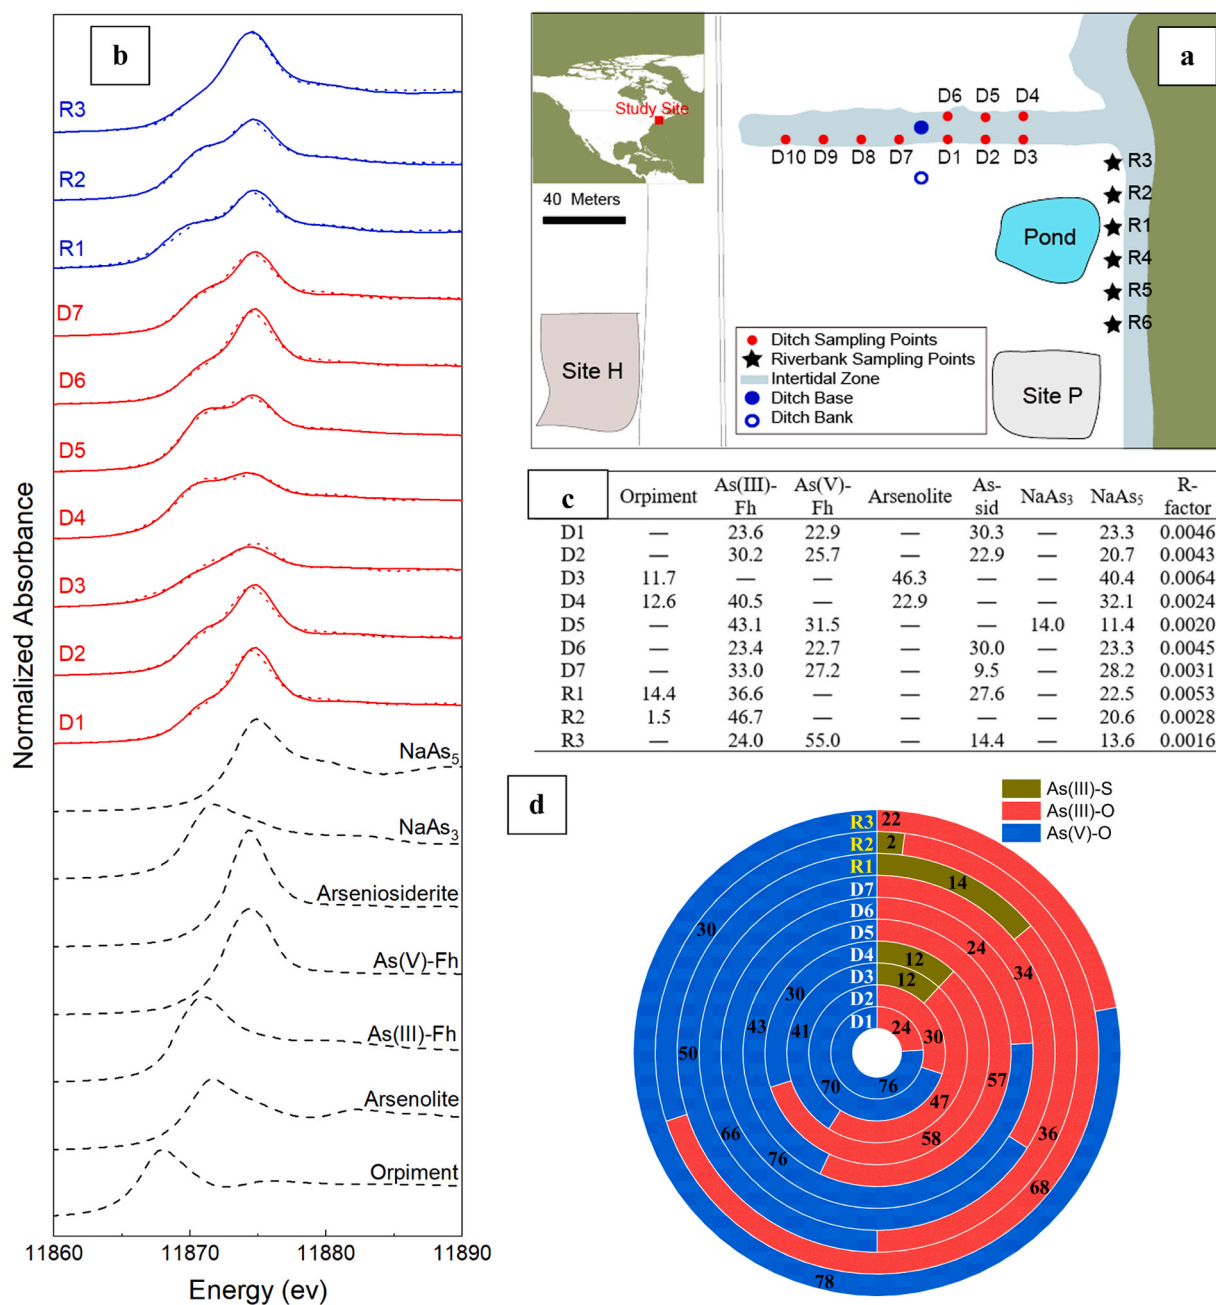 b
R3
R2
R1
D7
D6
D5
D4
D3
D2
D1
NaAs5
NaAs3
Arseniosiderite
As(V)-Fh
As(III)-Fh
Arsenolite
Orpiment
11860 11870 11880 11890
Energy (ev)
Normalized Absorbance
a
Study Site
40 Meters
D6 D5 D4
Base
D10 D9 D8 D7 D1 D2 D3
R3
R2
R1
R4
R5
R6
Pond
Site H
Site P
Ditch Sampling Points
Riverbank Sampling Points
Intertidal Zone
Ditch Base
Ditch Bank
c Orpiment As(III)-Fh As(V)-Fh Arsenolite As-sid NaAs3 NaAs5 R-factor
D1 — 23.6 22.9 — 30.3 — 23.3 0.0046
D2 — 30.2 25.7 — 22.9 — 20.7 0.0043
D3 11.7 — — 46.3 — — 40.4 0.0064
D4 12.6 40.5 — 22.9 — — 32.1 0.0024
D5 — 43.1 31.5 — — 14.0 11.4 0.0020
D6 — 23.4 22.7 — 30.0 — 23.3 0.0045
D7 — 33.0 27.2 — 9.5 — 28.2 0.0031
R1 14.4 36.6 — — 27.6 — 22.5 0.0053
R2 1.5 46.7 — — — — 20.6 0.0028
R3 — 24.0 55.0 — 14.4 — 13.6 0.0016
d
As(III)-S
As(III)-O
As(V)-O
R3 22
R2 2
R1
14
D7
D6
D5
D4
D3
D2
D1
30
24
34
12
12
24
30
30
43
41
50
57
70
76
47
66
76
58
36
68
78